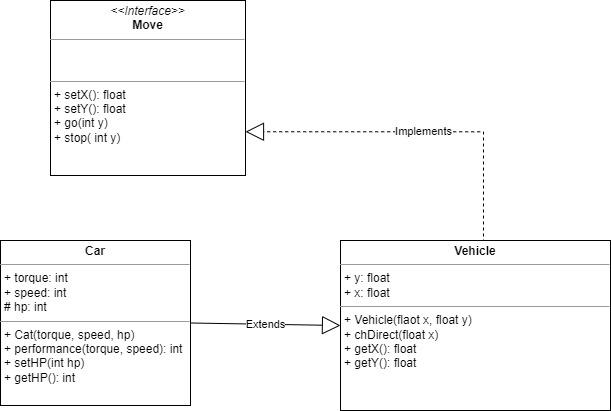 <<Interface>>
Move
+ setX(): float
+ setY(): float
+ go(int y)
+ stop( int y)
Implements
Car
+ torque: int
+ speed: int
# hp: int
+ Cat(torque, speed, hp)
+ performance(torque, speed): int
+ setHP(int hp)
+ getHP(): int
Extends
Vehicle
+ y: float
+ x: float
+ Vehicle(flaot x, float y)
+ chDirect(float x)
+ getX(): float
+ getY(): float